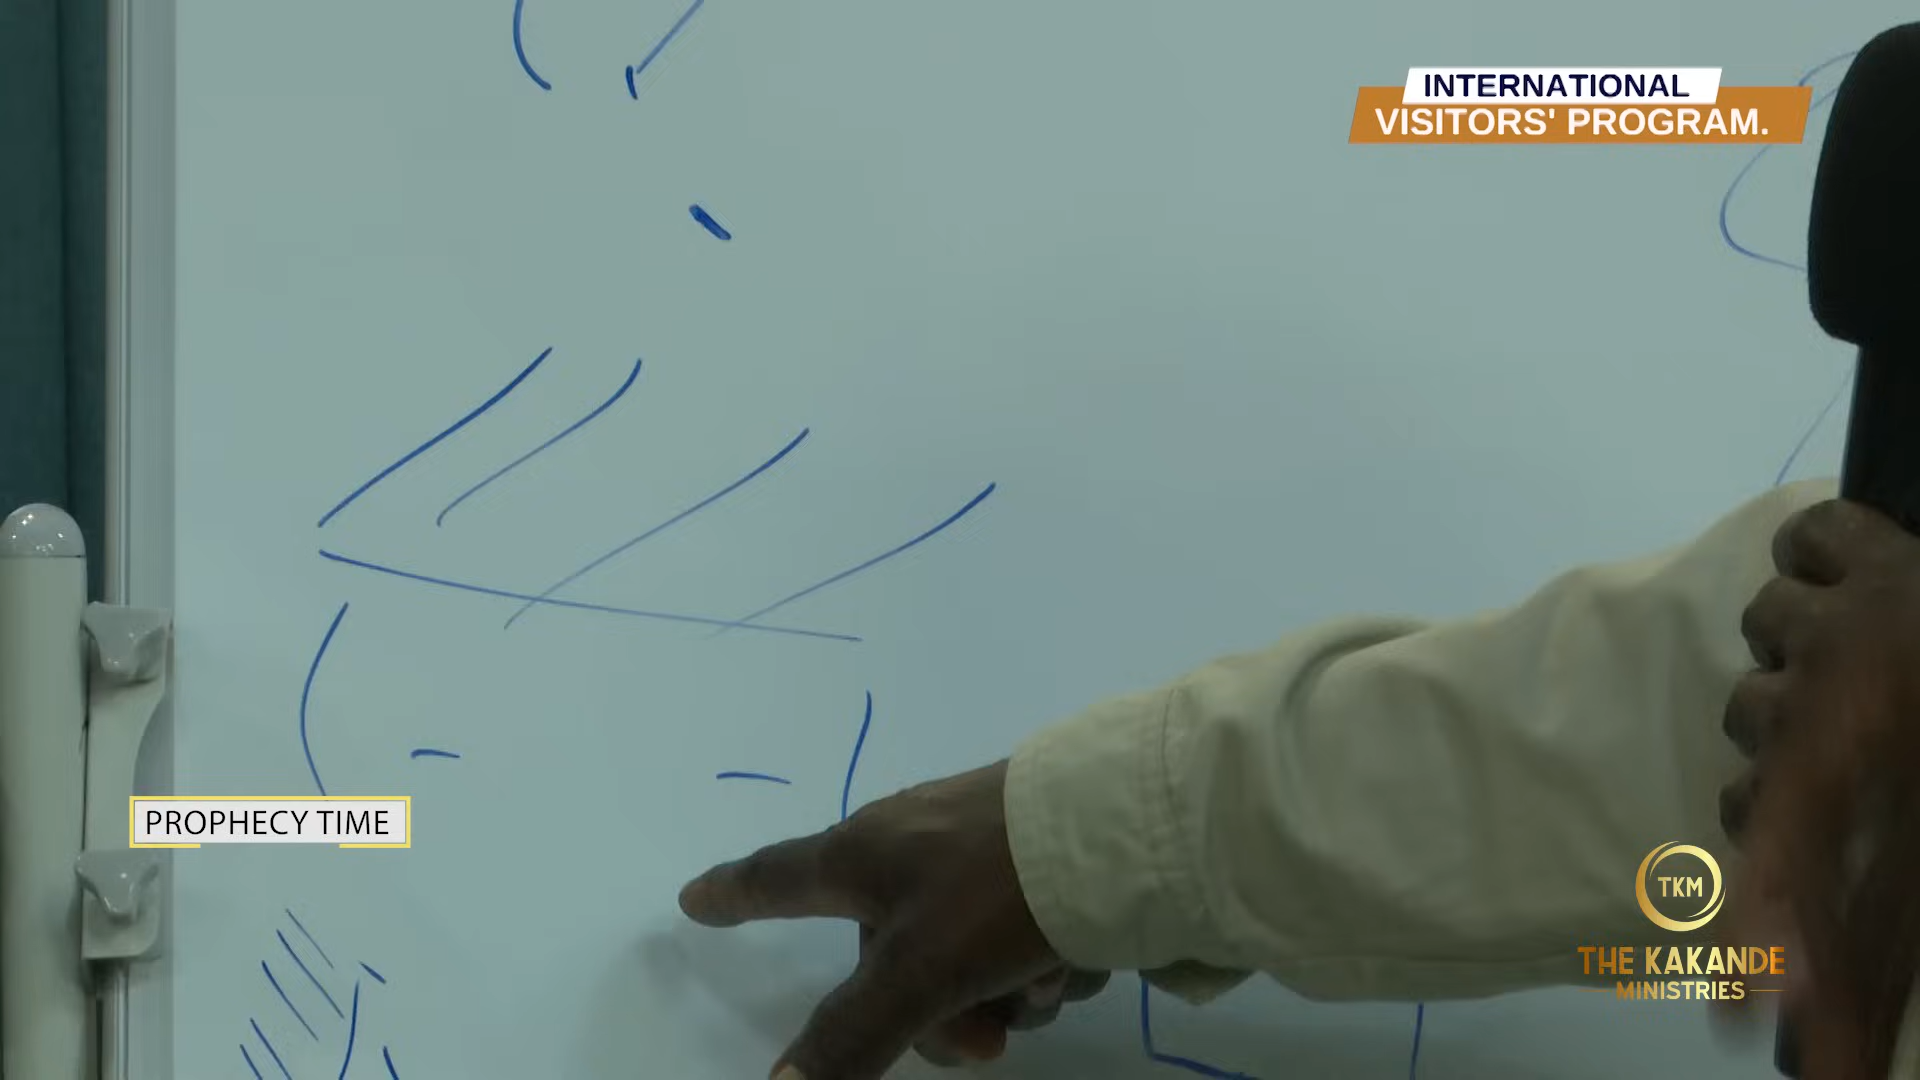 INTERNATIONAL
VISITORS' PROGRAM.
PROPHECY TIME
TKM
THE KAKANDE
MINISTRIES